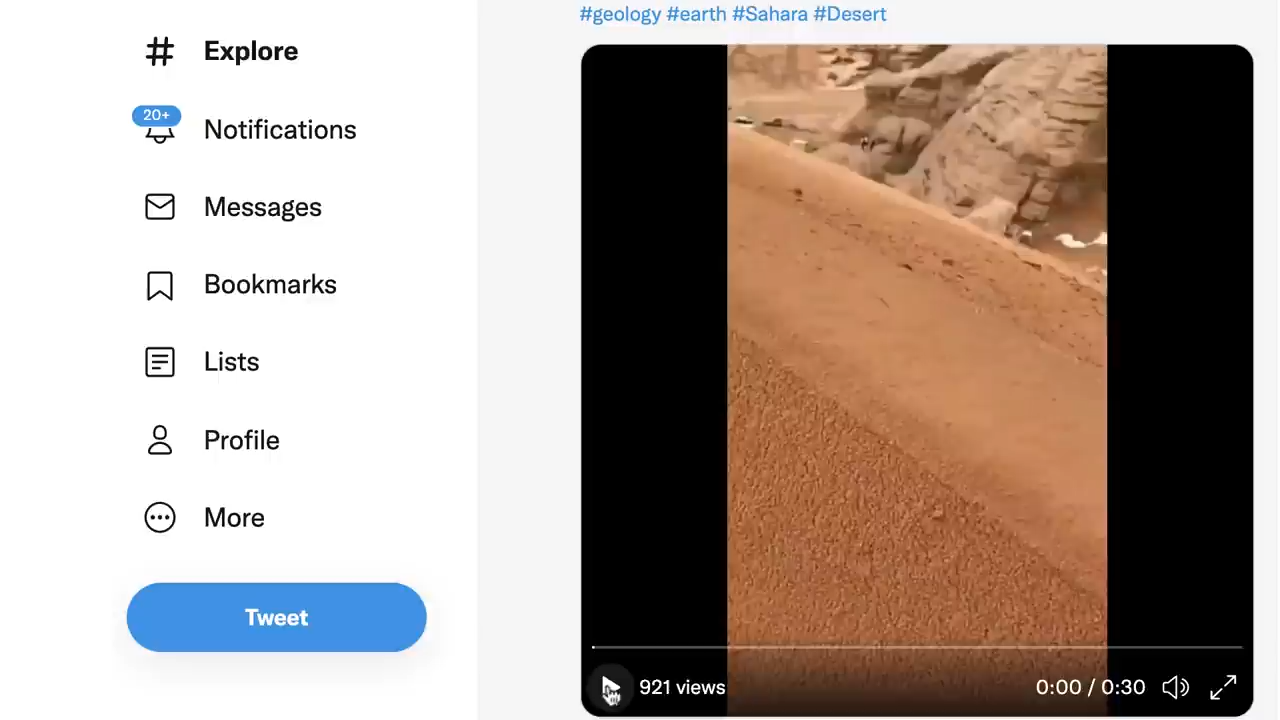 #geology #earth #Sahara #Desert
Explore
20+
Notifications
Messages
Bookmarks
Lists
Profile
More
Tweet
921 views
0:00 / 0:30